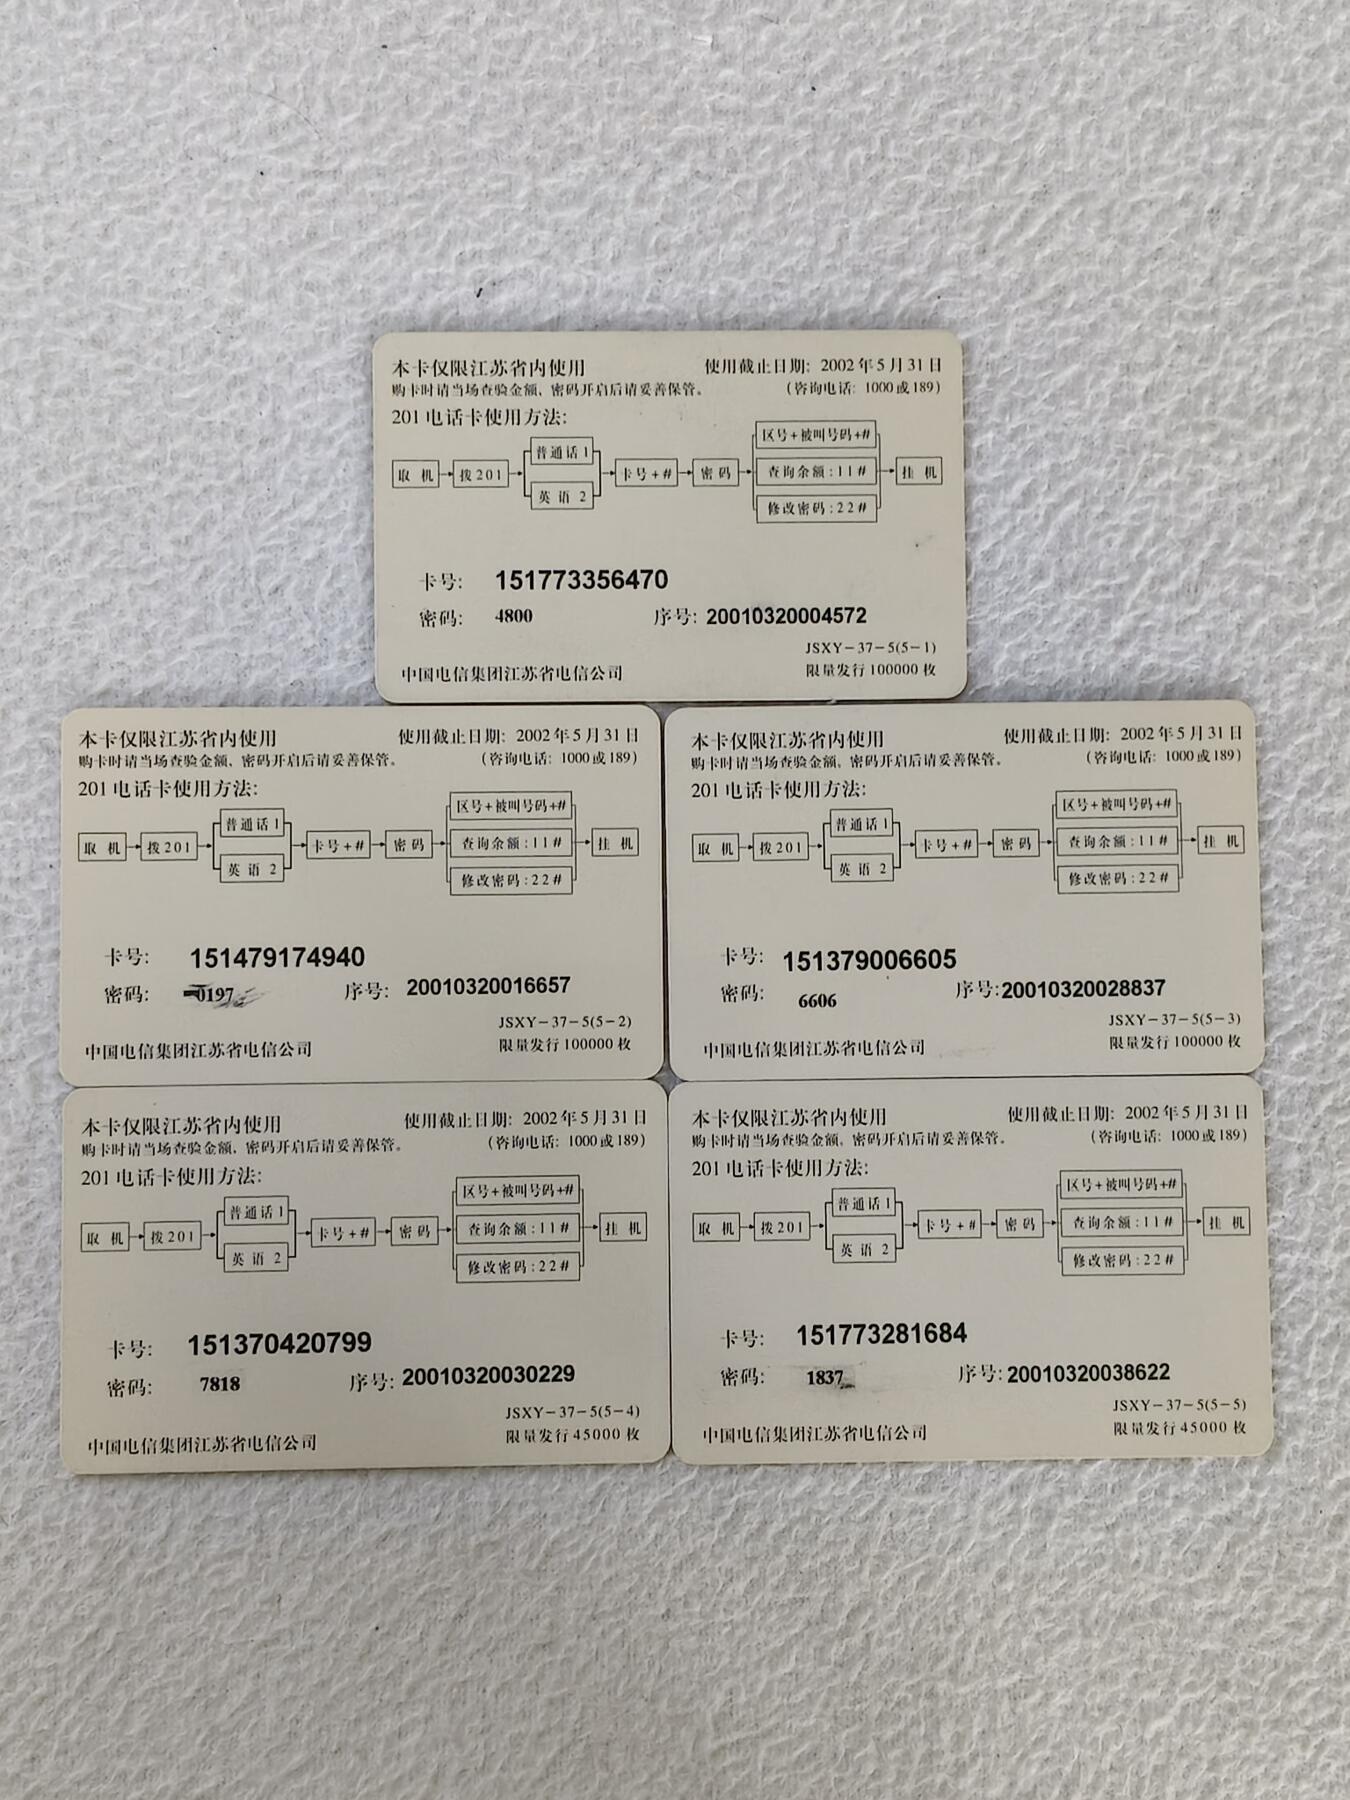 本卡仅限江苏省内使用 使用截止日期: 2002年5月31日
购卡时请当场查验金额、密码开启后请妥善保管。 (咨询电话: 1000或189)
201电话卡使用方法:
取机 拨201 普通话1 英语2 卡号+# 密码 区号+被叫号码+# 查询余额:11# 修改密码:22# 挂机
卡号: 151773356470
密码: 4800 序号: 20010320004572
JSXY-37-5(5-1)
中国电信集团江苏省电信公司 限量发行100000枚
本卡仅限江苏省内使用 使用截止日期: 2002年5月31日
购卡时请当场查验金额、密码开启后请妥善保管。 (咨询电话: 1000或189)
201电话卡使用方法:
取机 拨201 普通话1 英语2 卡号+# 密码 区号+被叫号码+# 查询余额:11# 修改密码:22# 挂机
卡号: 151479174940
密码: 0197 序号: 20010320016657
JSXY-37-5(5-2)
中国电信集团江苏省电信公司 限量发行100000枚
本卡仅限江苏省内使用 使用截止日期: 2002年5月31日
购卡时请当场查验金额、密码开启后请妥善保管。 (咨询电话: 1000或189)
201电话卡使用方法:
取机 拨201 普通话1 英语2 卡号+# 密码 区号+被叫号码+# 查询余额:11# 修改密码:22# 挂机
卡号: 151379006605
密码: 6606 序号:20010320028837
JSXY-37-5(5-3)
中国电信集团江苏省电信公司 限量发行100000枚
本卡仅限江苏省内使用 使用截止日期: 2002年5月31日
购卡时请当场查验金额、密码开启后请妥善保管。 (咨询电话: 1000或189)
201电话卡使用方法:
取机 拨201 普通话1 英语2 卡号+# 密码 区号+被叫号码+# 查询余额:11# 修改密码:22# 挂机
卡号: 151370420799
密码: 7818 序号: 20010320030229
JSXY-37-5(5-4)
中国电信集团江苏省电信公司 限量发行45000枚
本卡仅限江苏省内使用 使用截止日期: 2002年5月31日
购卡时请当场查验金额、密码开启后请妥善保管。 (咨询电话: 1000或189)
201电话卡使用方法:
取机 拨201 普通话1 英语2 卡号+# 密码 区号+被叫号码+# 查询余额:11# 修改密码:22# 挂机
卡号: 151773281684
密码: 1837 序号:20010320038622
JSXY-37-5(5-5)
中国电信集团江苏省电信公司 限量发行45000枚